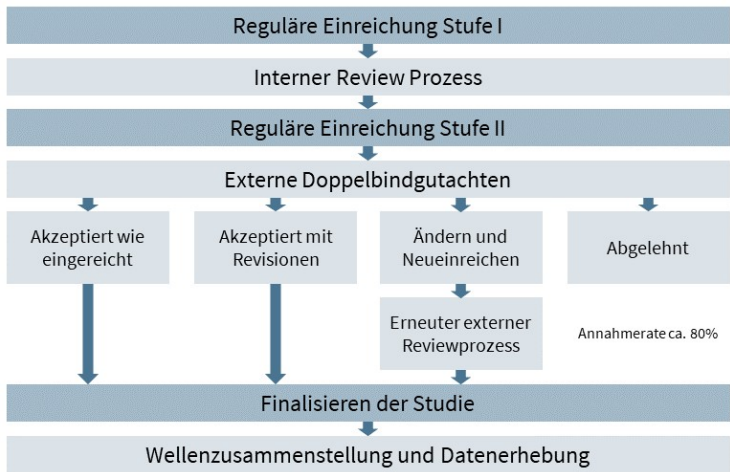 Reguläre Einreichung Stufe I
Interner Review Prozess
Reguläre Einreichung Stufe II
Externe Doppelbindgutachten
Akzeptiert wie
eingereicht
Akzeptiert mit
Revisionen
Ändern und
Neueinreichen
Abgelehnt
Erneuter externer
Reviewprozess
Annahmerate ca. 80%
Finalisieren der Studie
Wellenzusammenstellung und Datenerhebung